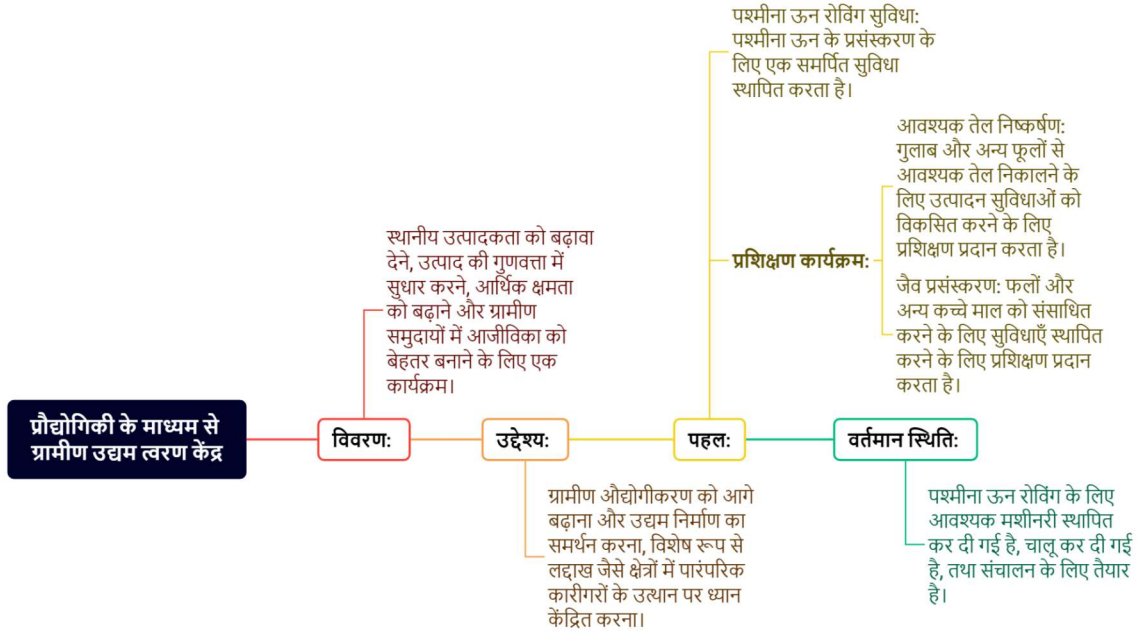 प्रौद्योगिकी के माध्यम से
ग्रामीण उद्यम त्वरण केंद्र
विवरण:
स्थानीय उत्पादकता को बढ़ावा
देने, उत्पाद की गुणवत्ता में
सुधार करने, आर्थिक क्षमता
को बढ़ाने और ग्रामीण
समुदायों में आजीविका को
बेहतर बनाने के लिए एक
कार्यक्रम।
उद्देश्य:
ग्रामीण औद्योगीकरण को आगे
बढ़ाना और उद्यम निर्माण का
समर्थन करना, विशेष रूप से
लद्दाख जैसे क्षेत्रों में पारंपरिक
कारीगरों के उत्थान पर ध्यान
केंद्रित करना।
पहल:
पश्मीना ऊन रोविंग सुविधा:
पश्मीना ऊन के प्रसंस्करण के
लिए एक समर्पित सुविधा
स्थापित करता है।
प्रशिक्षण कार्यक्रम:
आवश्यक तेल निष्कर्षण:
गुलाब और अन्य फूलों से
आवश्यक तेल निकालने के
लिए उत्पादन सुविधाओं को
विकसित करने के लिए
प्रशिक्षण प्रदान करता है।
जैव प्रसंस्करण: फलों और
अन्य कच्चे माल को संसाधित
करने के लिए सुविधाएँ स्थापित
करने के लिए प्रशिक्षण प्रदान
करता है।
वर्तमान स्थिति:
पश्मीना ऊन रोविंग के लिए
आवश्यक मशीनरी स्थापित
कर दी गई है, चालू कर दी गई
है, तथा संचालन के लिए तैयार
है।